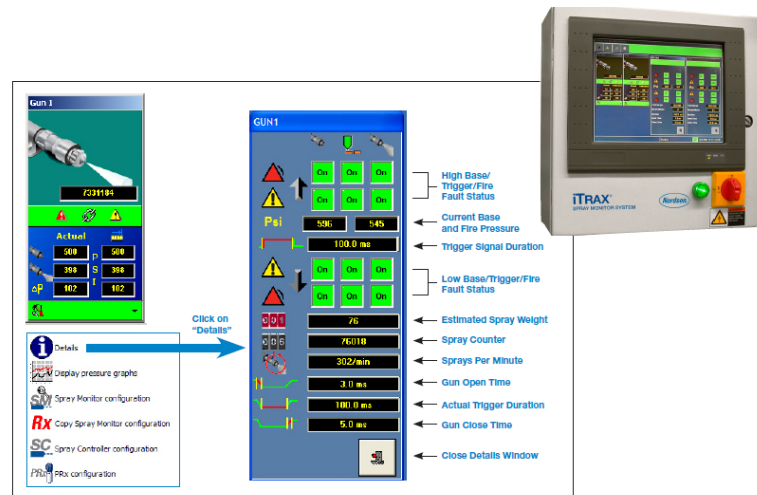 Gun 1
7331184
Actual
500 500
398 398
P
S
I
ΔP 102 102
Click on
"Details"
Details
Display pressure graphs
SM Spray Monitor configuration
Rx Copy Spray Monitor configuration
SC Spray Controller configuration
PRx PRx configuration
GUN1
On On On
On On On
Psi 596 545
100.0 ms
On On On
On On On
76
76018
302/min
3.0 ms
100.0 ms
5.0 ms
High Base/
Trigger/Fire
Fault Status
Current Base
and Fire Pressure
Trigger Signal Duration
Low Base/Trigger/Fire
Fault Status
Estimated Spray Weight
Spray Counter
Sprays Per Minute
Gun Open Time
Actual Trigger Duration
Gun Close Time
Close Details Window
iTRAX
SPRAY MONITOR SYSTEM
Nordson